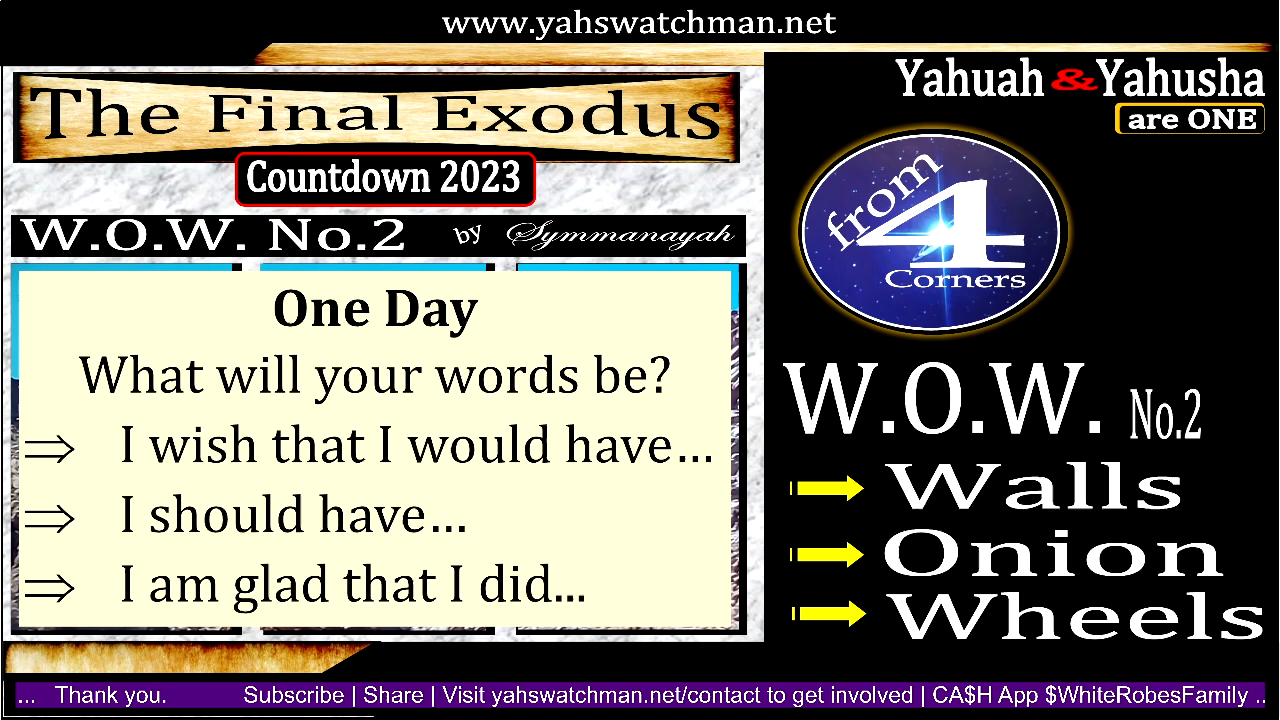 www.yahswatchman.net
The Final Exodus
Countdown 2023
W.O.W. No.2 by Symmanayah
One Day
What will your words be?
⇒ I wish that I would have...
⇒ I should have...
⇒ I am glad that I did...
Yahuah & Yahusha
are ONE
from
4
Corners
W.O.W. No.2
Walls
Onion
Wheels
... Thank you. Subscribe | Share | Visit yahswatchman.net/contact to get involved | CA$H App $WhiteRobesFamily ..